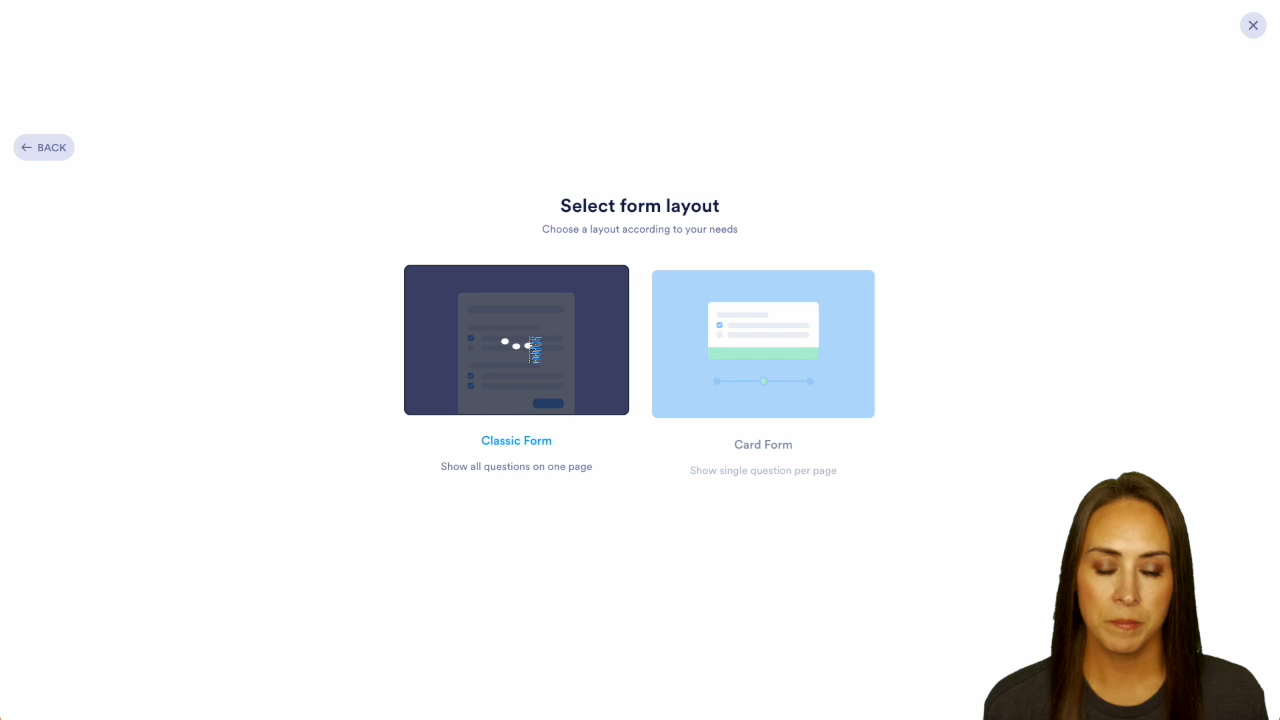 BACK
Select form layout
Choose a layout according to your needs
Classic Form
Show all questions on one page
Card Form
Show single question per page